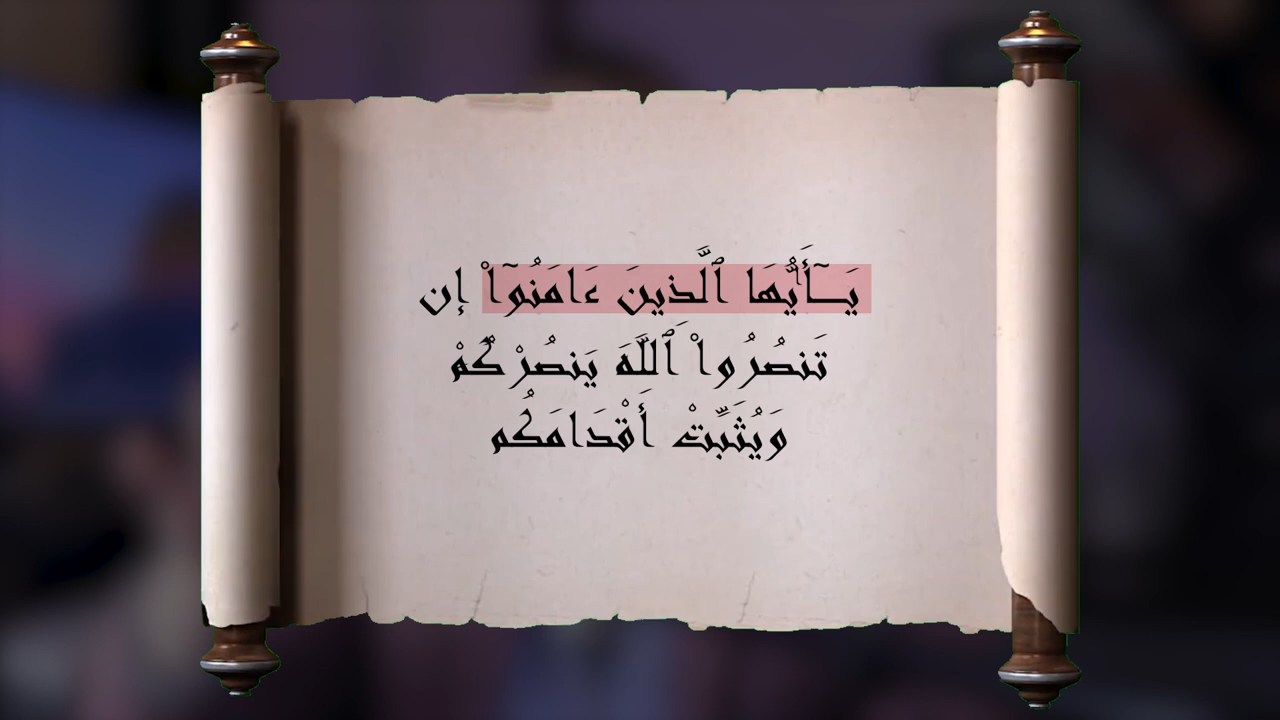 يَـٰٓأَيُّهَا ٱلَّذِينَ ءَامَنُوٓا۟ إِن
تَنصُرُوا۟ ٱللَّهَ يَنصُرْكُمْ
وَيُثَبِّتْ أَقْدَامَكُم